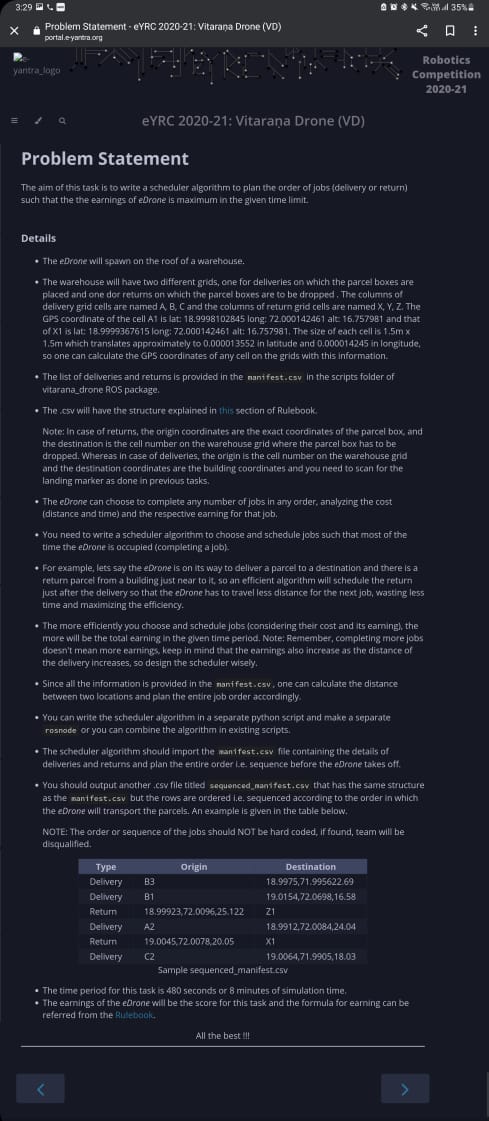 3:29
35%
Problem Statement - eYRC 2020-21: Vitaraṇa Drone (VD)
portal.e-yantra.org
e-
yantra_logo
Robotics
Competition
2020-21
eYRC 2020-21: Vitaraṇa Drone (VD)
Problem Statement
The aim of this task is to write a scheduler algorithm to plan the order of jobs (delivery or return)
such that the the earnings of eDrone is maximum in the given time limit.
Details
• The eDrone will spawn on the roof of a warehouse.
• The warehouse will have two different grids, one for deliveries on which the parcel boxes are
placed and one dor returns on which the parcel boxes are to be dropped . The columns of
delivery grid cells are named A, B, C and the columns of return grid cells are named X, Y, Z. The
GPS coordinate of the cell A1 is lat: 18.9998102845 long: 72.000142461 alt: 16.757981 and that
of X1 is lat: 18.9999367615 long: 72.000142461 alt: 16.757981. The size of each cell is 1.5m x
1.5m which translates approximately to 0.000013552 in latitude and 0.000014245 in longitude,
so one can calculate the GPS coordinates of any cell on the grids with this information.
• The list of deliveries and returns is provided in the manifest.csv in the scripts folder of
vitarana_drone ROS package.
• The .csv will have the structure explained in this section of Rulebook.
Note: In case of returns, the origin coordinates are the exact coordinates of the parcel box, and
the destination is the cell number on the warehouse grid where the parcel box has to be
dropped. Whereas in case of deliveries, the origin is the cell number on the warehouse grid
and the destination coordinates are the building coordinates and you need to scan for the
landing marker as done in previous tasks.
• The eDrone can choose to complete any number of jobs in any order, analyzing the cost
(distance and time) and the respective earning for that job.
• You need to write a scheduler algorithm to choose and schedule jobs such that most of the
time the eDrone is occupied (completing a job).
• For example, lets say the eDrone is on its way to deliver a parcel to a destination and there is a
return parcel from a building just near to it, so an efficient algorithm will schedule the return
just after the delivery so that the eDrone has to travel less distance for the next job, wasting less
time and maximizing the efficiency.
• The more efficiently you choose and schedule jobs (considering their cost and its earning), the
more will be the total earning in the given time period. Note: Remember, completing more jobs
doesn't mean more earnings, keep in mind that the earnings also increase as the distance of
the delivery increases, so design the scheduler wisely.
• Since all the information is provided in the manifest.csv, one can calculate the distance
between two locations and plan the entire job order accordingly.
• You can write the scheduler algorithm in a separate python script and make a separate
rosnode or you can combine the algorithm in existing scripts.
• The scheduler algorithm should import the manifest.csv file containing the details of
deliveries and returns and plan the entire order i.e. sequence before the eDrone takes off.
• You should output another .csv file titled sequenced_manifest.csv that has the same structure
as the manifest.csv but the rows are ordered i.e. sequenced according to the order in which
the eDrone will transport the parcels. An example is given in the table below.
NOTE: The order or sequence of the jobs should NOT be hard coded, if found, team will be
disqualified.
Type Origin Destination
Delivery B3 18.9975,71.995622.69
Delivery B1 19.0154,72.0698,16.58
Return 18.99923,72.0096,25.122 Z1
Delivery A2 18.9912,72.0084,24.04
Return 19.0045,72.0078,20.05 X1
Delivery C2 19.0064,71.9905,18.03
Sample sequenced_manifest.csv
• The time period for this task is 480 seconds or 8 minutes of simulation time.
• The earnings of the eDrone will be the score for this task and the formula for earning can be
referred from the Rulebook.
All the best !!!